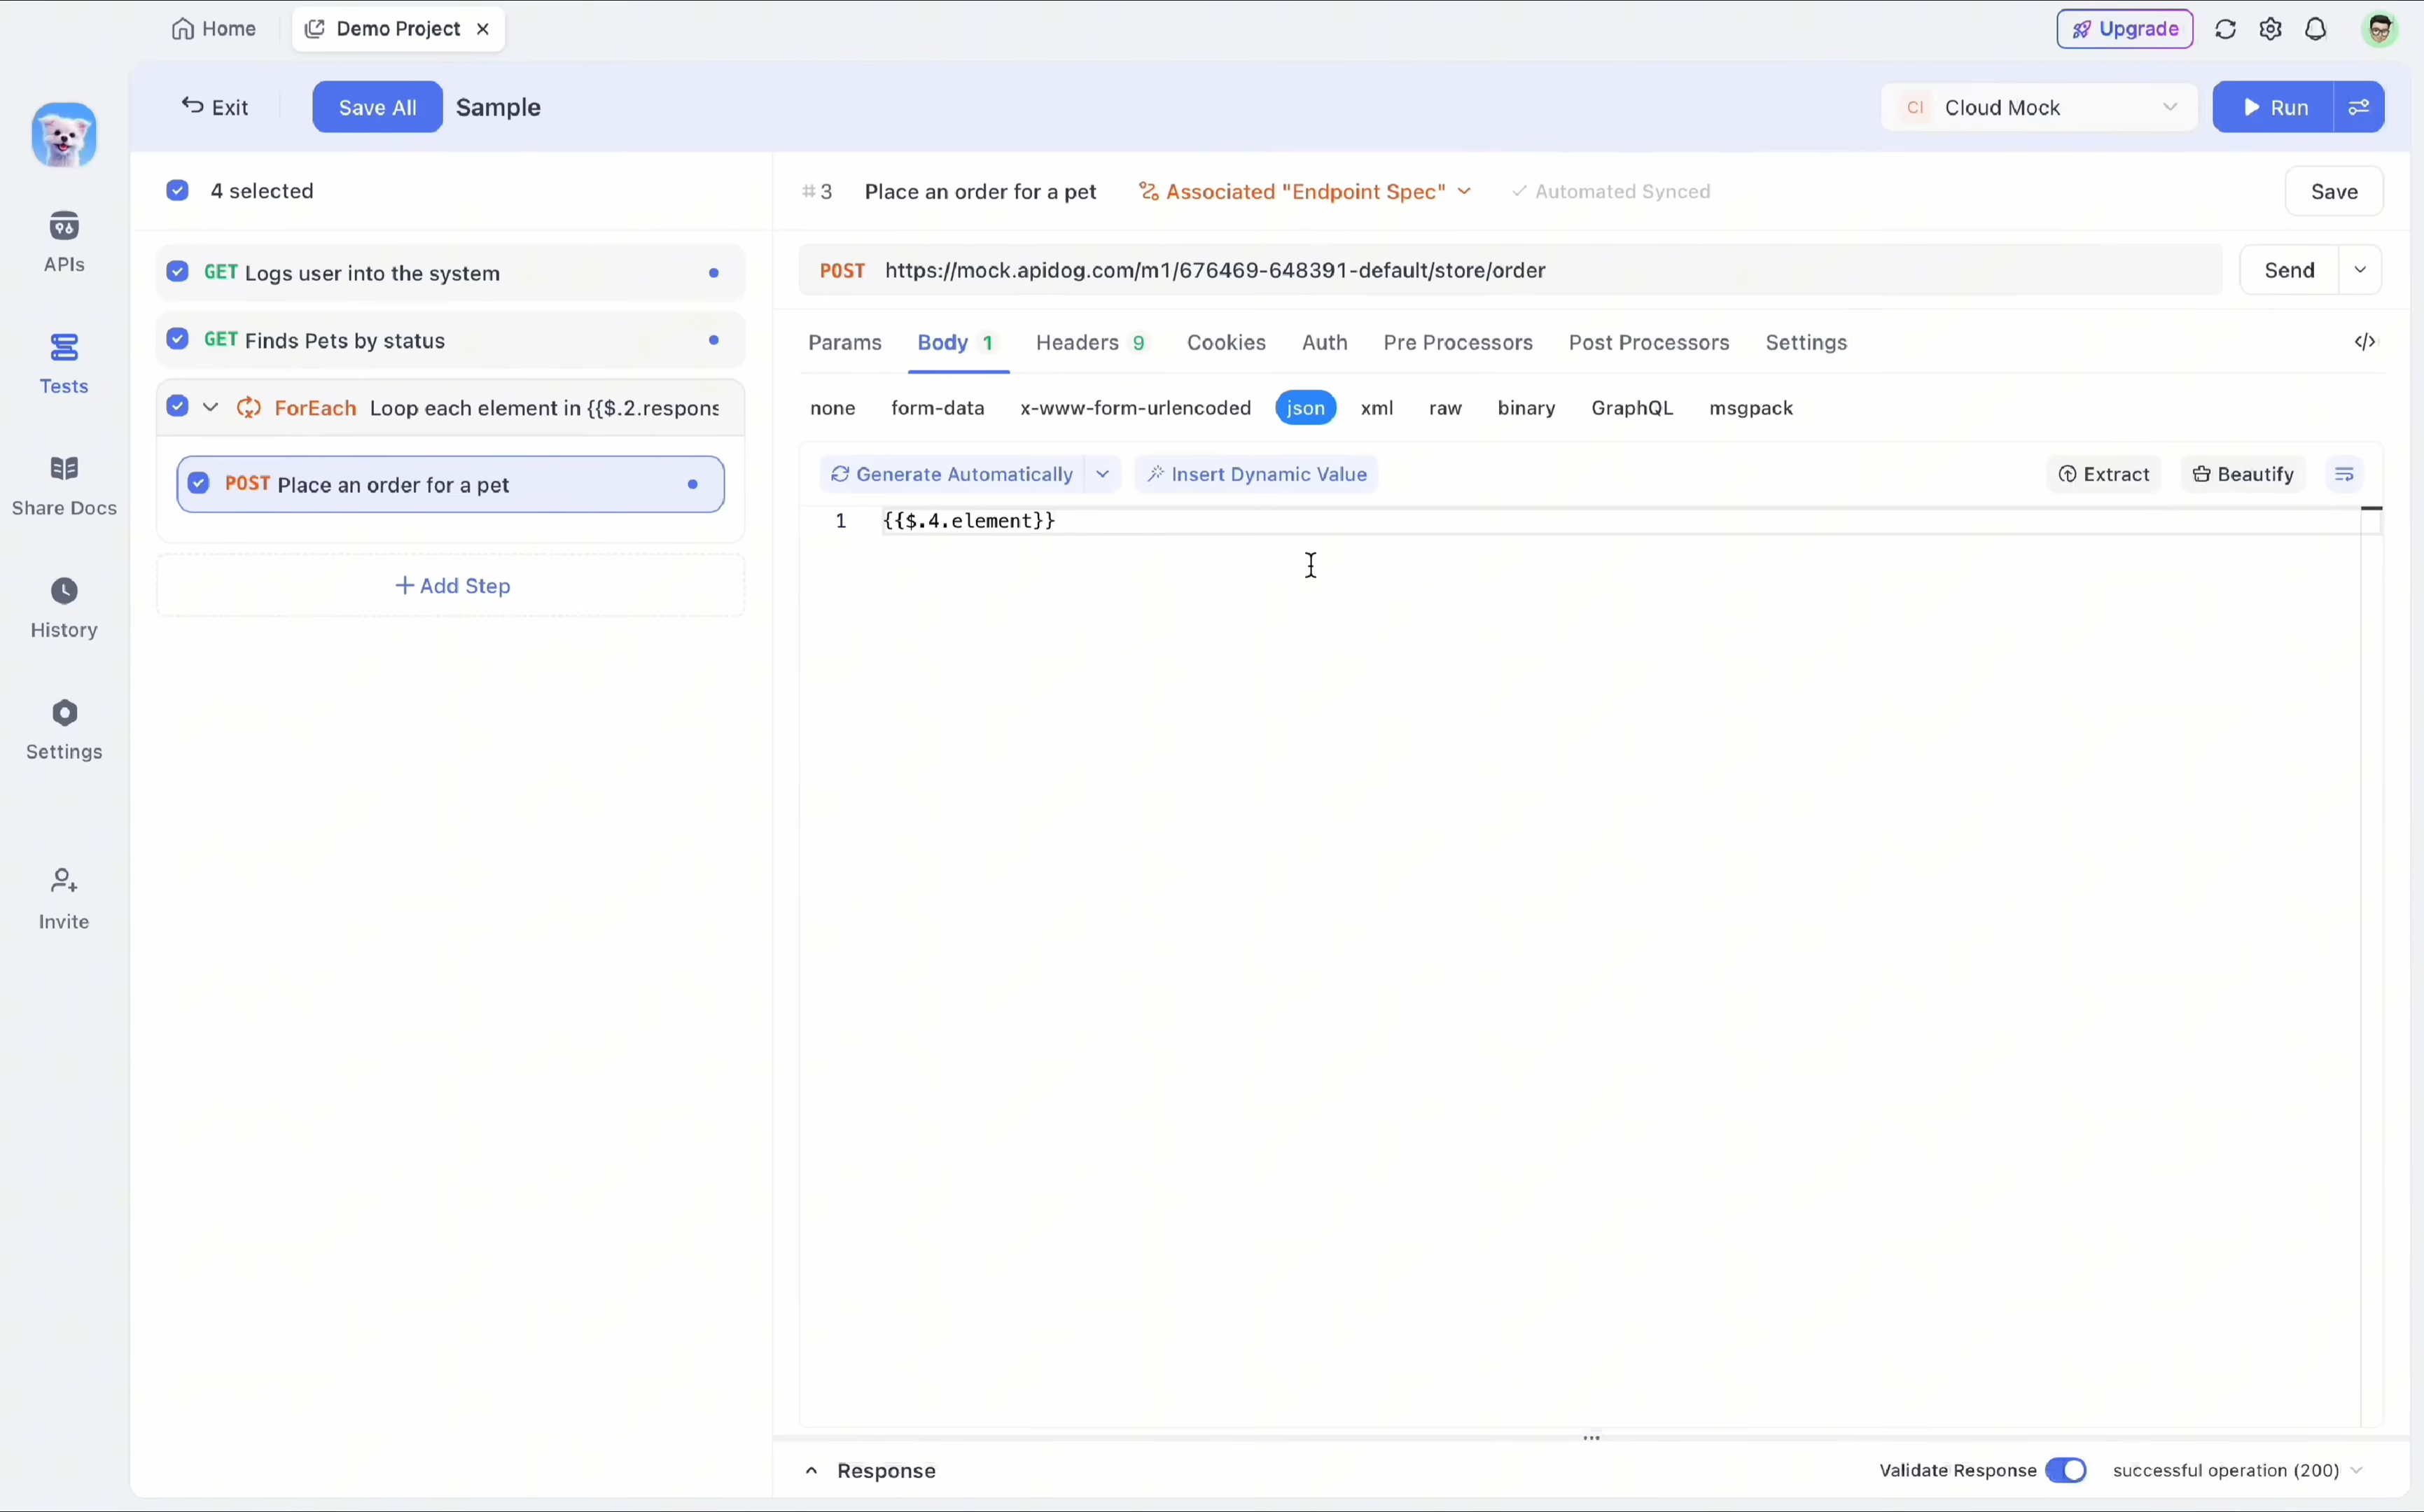 Home
Demo Project
Upgrade
Exit
Save All
Sample
CI Cloud Mock
Run
APIs
Tests
Share Docs
History
Settings
Invite
4 selected
GET Logs user into the system
GET Finds Pets by status
ForEach Loop each element in {{$.2.respons
POST Place an order for a pet
+ Add Step
#3 Place an order for a pet Associated "Endpoint Spec" Automated Synced
Save
POST https://mock.apidog.com/m1/676469-648391-default/store/order
Send
Params Body 1 Headers 9 Cookies Auth Pre Processors Post Processors Settings
none form-data x-www-form-urlencoded json xml raw binary GraphQL msgpack
Generate Automatically Insert Dynamic Value Extract Beautify
1 {{$.4.element}}
Response
Validate Response successful operation (200)